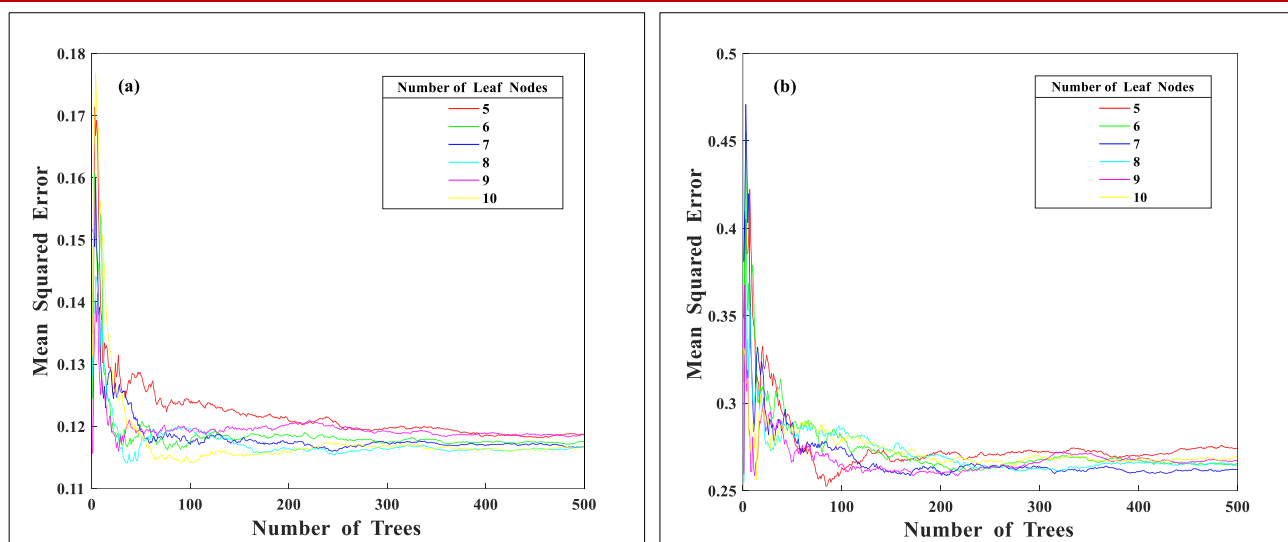 (a)
Number of Leaf Nodes
5
6
7
8
9
10
0.18
0.17
0.16
0.15
0.14
0.13
0.12
0.11
Mean Squared Error
0 100 200 300 400 500
Number of Trees
(b)
Number of Leaf Nodes
5
6
7
8
9
10
0.5
0.45
0.4
0.35
0.3
0.25
Mean Squared Error
0 100 200 300 400 500
Number of Trees